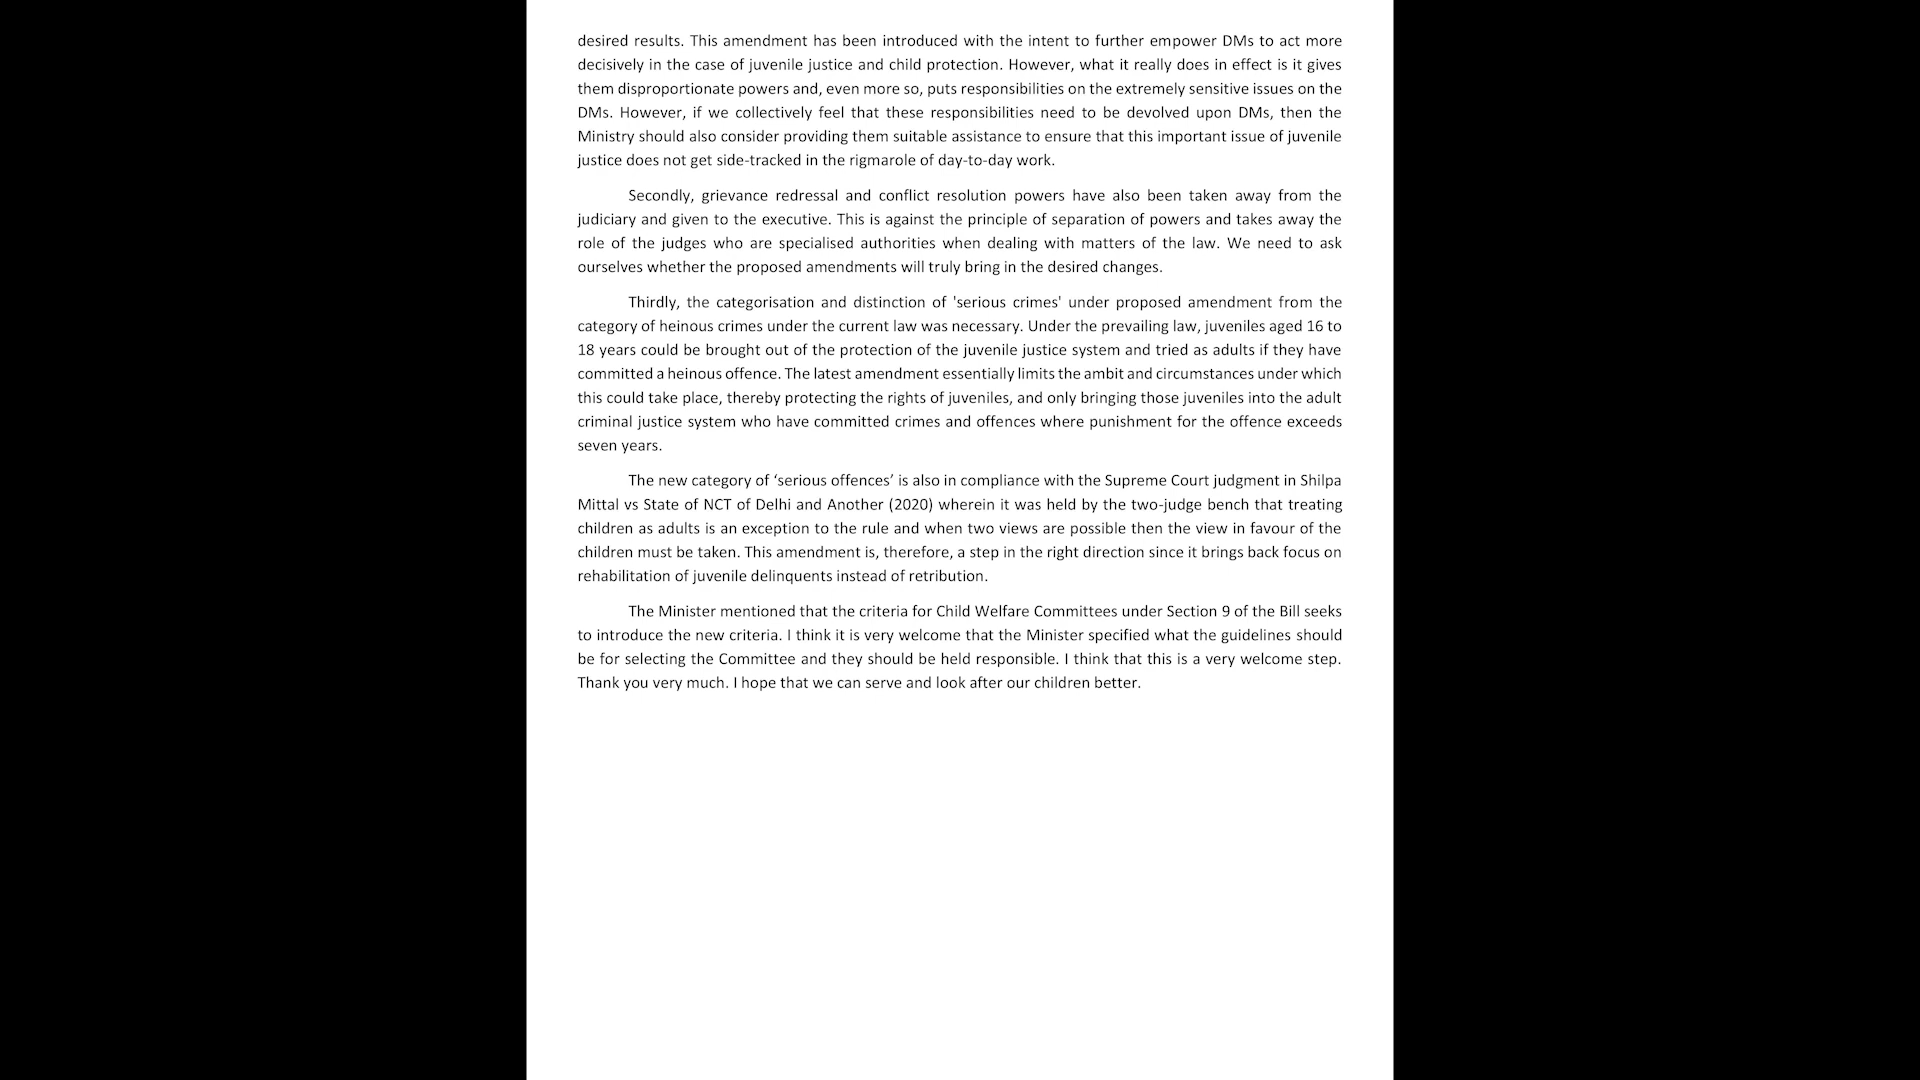 desired results. This amendment has been introduced with the intent to further empower DMs to act more
decisively in the case of juvenile justice and child protection. However, what it really does in effect is it gives
them disproportionate powers and, even more so, puts responsibilities on the extremely sensitive issues on the
DMs. However, if we collectively feel that these responsibilities need to be devolved upon DMs, then the
Ministry should also consider providing them suitable assistance to ensure that this important issue of juvenile
justice does not get side-tracked in the rigmarole of day-to-day work.
Secondly, grievance redressal and conflict resolution powers have also been taken away from the
judiciary and given to the executive. This is against the principle of separation of powers and takes away the
role of the judges who are specialised authorities when dealing with matters of the law. We need to ask
ourselves whether the proposed amendments will truly bring in the desired changes.
Thirdly, the categorisation and distinction of 'serious crimes' under proposed amendment from the
category of heinous crimes under the current law was necessary. Under the prevailing law, juveniles aged 16 to
18 years could be brought out of the protection of the juvenile justice system and tried as adults if they have
committed a heinous offence. The latest amendment essentially limits the ambit and circumstances under which
this could take place, thereby protecting the rights of juveniles, and only bringing those juveniles into the adult
criminal justice system who have committed crimes and offences where punishment for the offence exceeds
seven years.
The new category of ‘serious offences’ is also in compliance with the Supreme Court judgment in Shilpa
Mittal vs State of NCT of Delhi and Another (2020) wherein it was held by the two-judge bench that treating
children as adults is an exception to the rule and when two views are possible then the view in favour of the
children must be taken. This amendment is, therefore, a step in the right direction since it brings back focus on
rehabilitation of juvenile delinquents instead of retribution.
The Minister mentioned that the criteria for Child Welfare Committees under Section 9 of the Bill seeks
to introduce the new criteria. I think it is very welcome that the Minister specified what the guidelines should
be for selecting the Committee and they should be held responsible. I think that this is a very welcome step.
Thank you very much. I hope that we can serve and look after our children better.